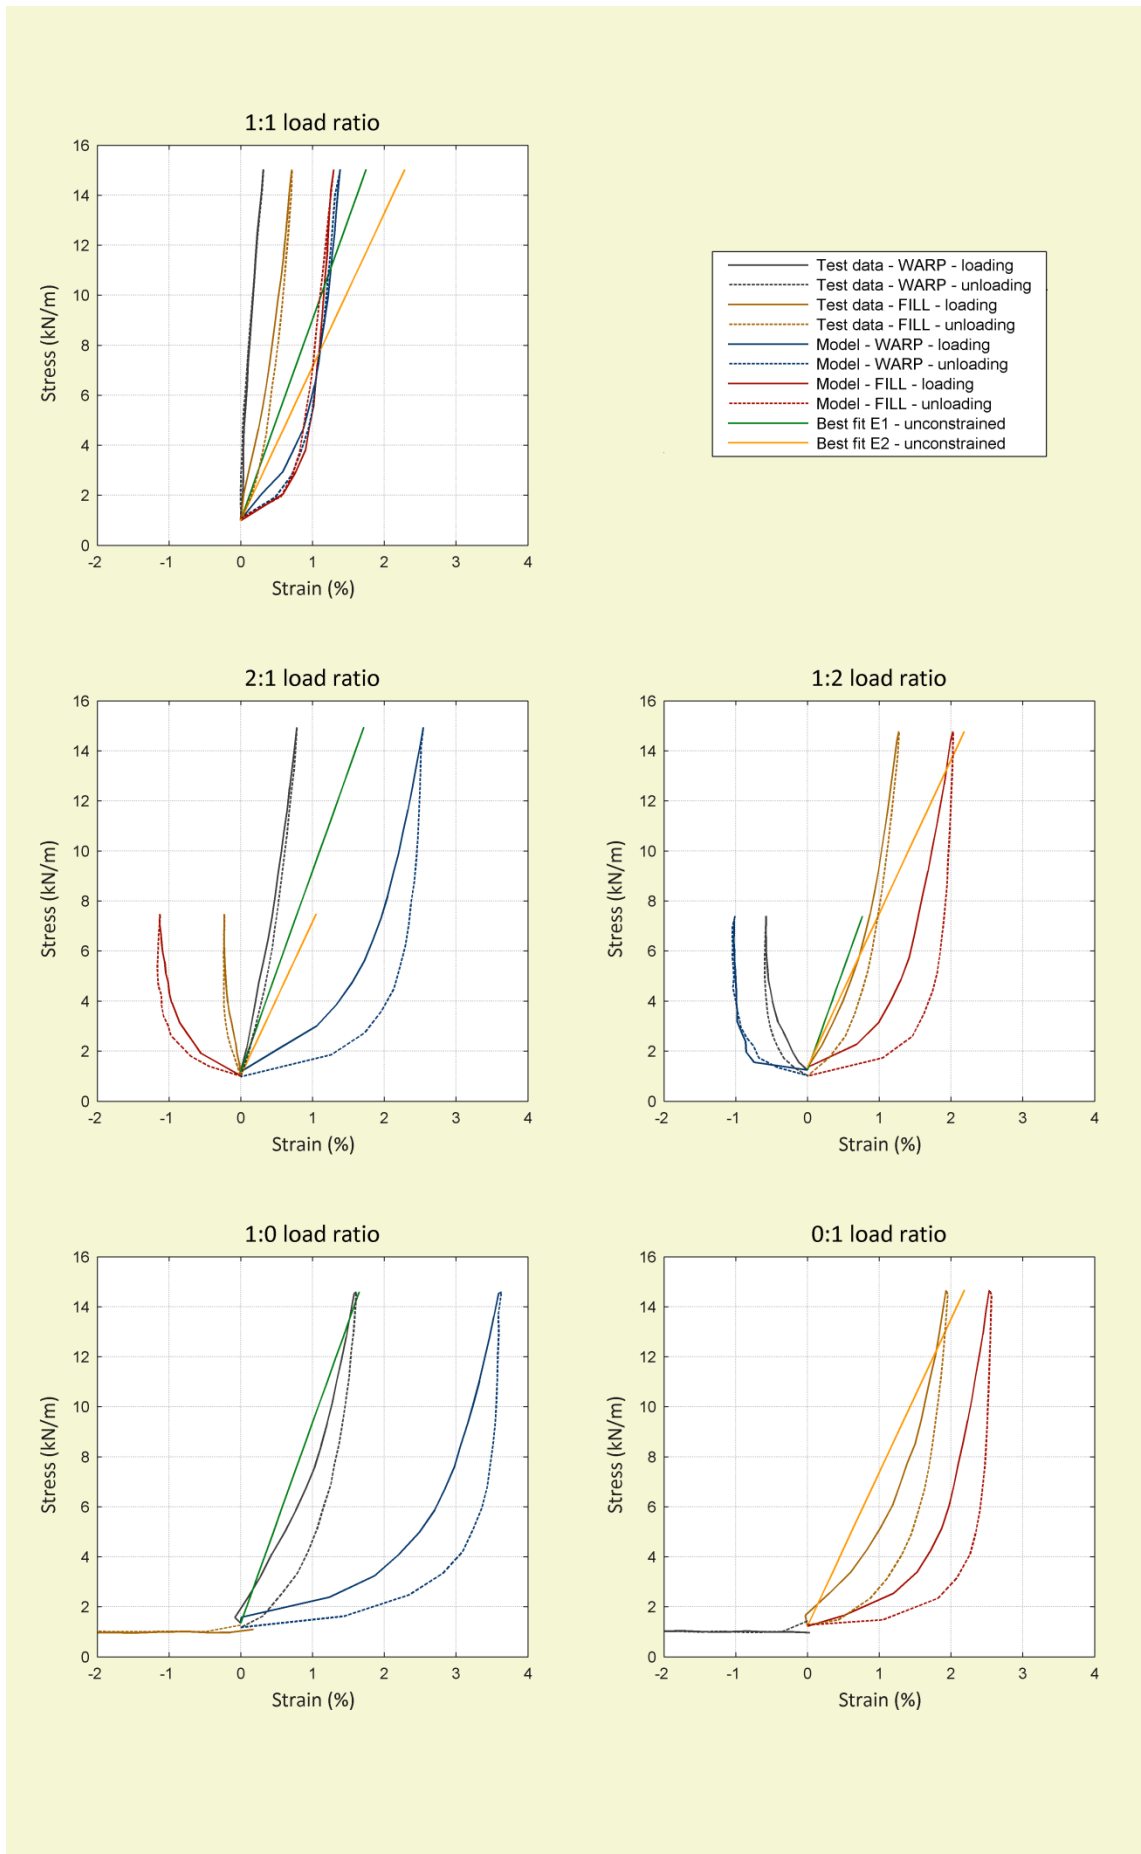 1:1 load ratio
16
14
12
10
8
6
4
2
0
Stress (kN/m)
-2 -1 0 1 2 3 4
Strain (%)
Test data - WARP - loading
Test data - WARP - unloading
Test data - FILL - loading
Test data - FILL - unloading
Model - WARP - loading
Model - WARP - unloading
Model - FILL - loading
Model - FILL - unloading
Best fit E1 - unconstrained
Best fit E2 - unconstrained
2:1 load ratio
16
14
12
10
8
6
4
2
0
Stress (kN/m)
-2 -1 0 1 2 3 4
Strain (%)
1:2 load ratio
16
14
12
10
8
6
4
2
0
Stress (kN/m)
-2 -1 0 1 2 3 4
Strain (%)
1:0 load ratio
16
14
12
10
8
6
4
2
0
Stress (kN/m)
-2 -1 0 1 2 3 4
Strain (%)
0:1 load ratio
16
14
12
10
8
6
4
2
0
Stress (kN/m)
-2 -1 0 1 2 3 4
Strain (%)